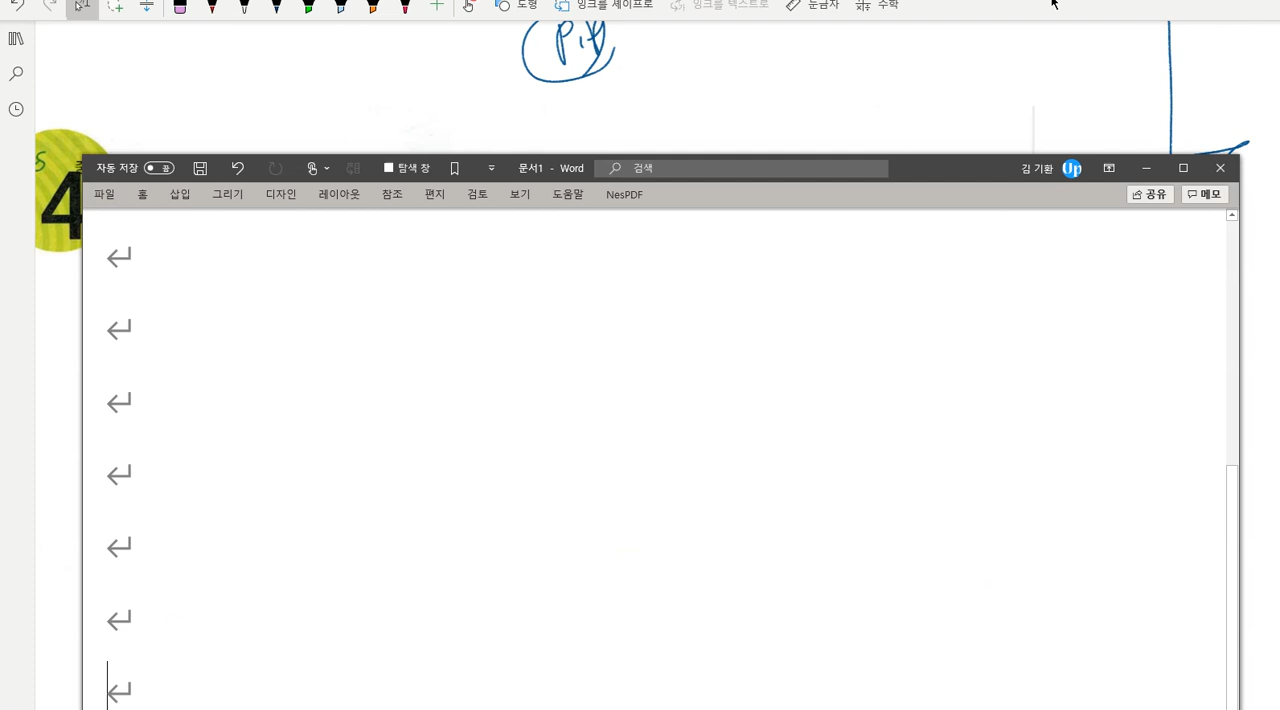 도형 잉크를 셰이프로 잉크를 텍스트로 눈금자 수학
4
자동 저장 끔 탐색 창 문서1 - Word 검색 김 기환 Up
파일 홈 삽입 그리기 디자인 레이아웃 참조 편지 검토 보기 도움말 NesPDF 공유 메모